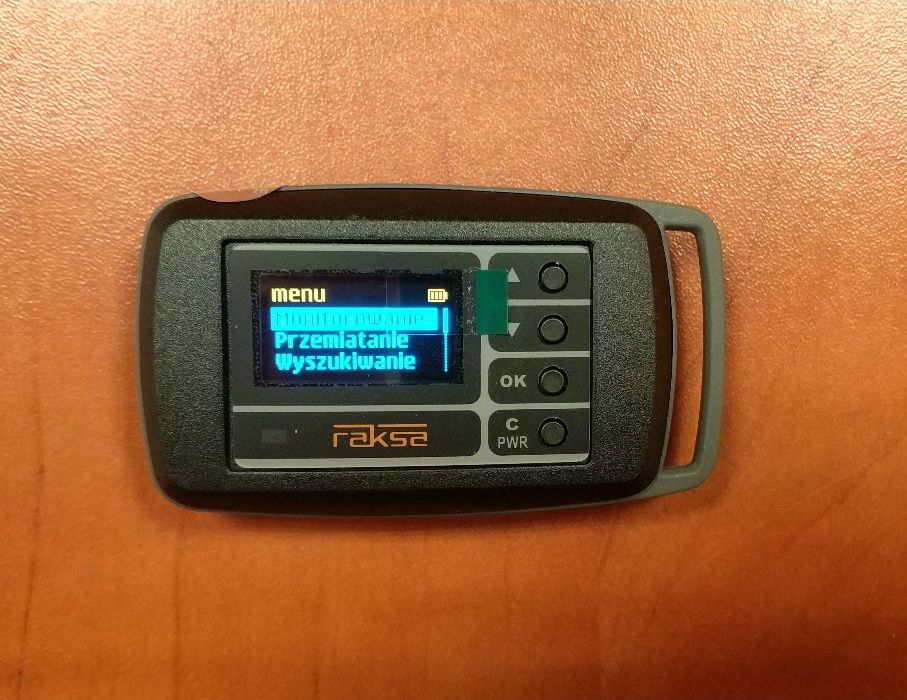 menu
Monitorowanie
Przemiatanie
Wyszukiwanie
OK
C
PWR
raksa